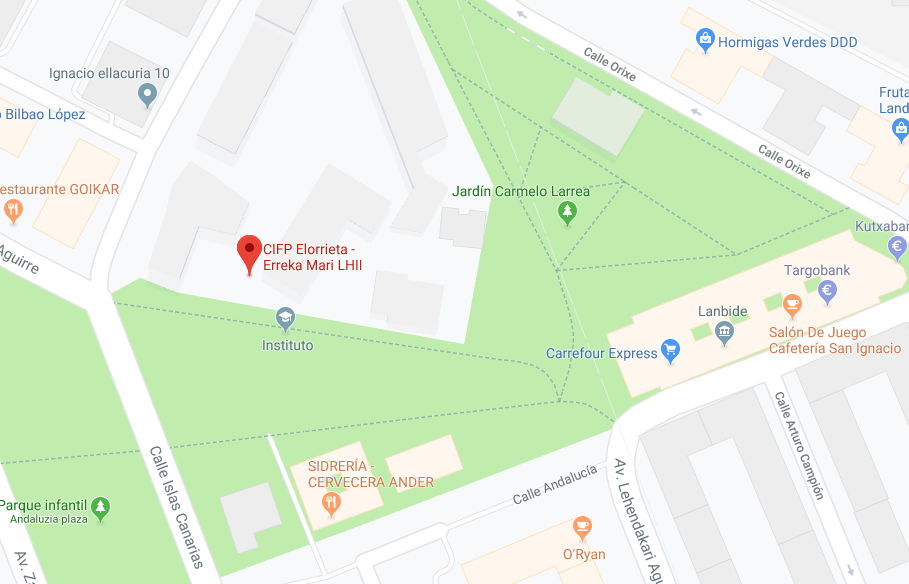 Hormigas Verdes DDD
Calle Orixe
Ignacio ellacuria 10
Fruta
Land
Bilbao López
Calle Orixe
estaurante GOIKAR
Jardín Carmelo Larrea
Kutxaban
CIFP Elorrieta -
Erreka Mari LHII
Aguirre
Targobank
Lanbide
Instituto
Carrefour Express
Salón De Juego
Cafetería San Ignacio
Calle Arturo Campión
Calle Islas Canarias
SIDRERÍA -
CERVECERA ANDER
Calle Andalucía
Av. Lehendakari Agu
Parque infantil
Andaluzia plaza
O'Ryan
Av. Za